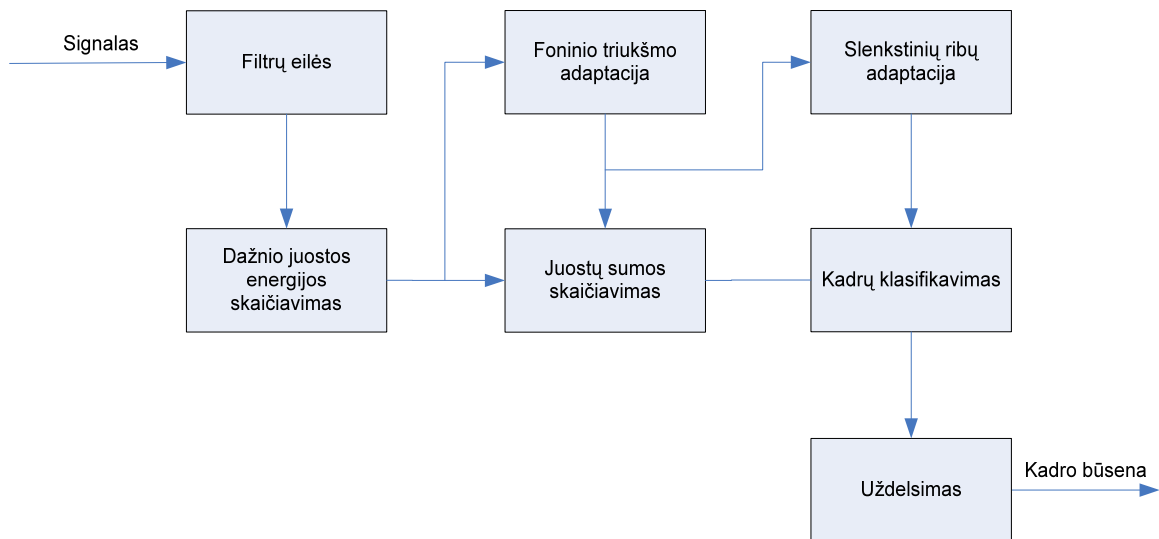 Signalas
Filtrų eilės
Foninio triukšmo
adaptacija
Slenkstinių ribų
adaptacija
Dažnio juostos
energijos
skaičiavimas
Juostų sumos
skaičiavimas
Kadrų klasifikavimas
Uždelsimas
Kadro būsena